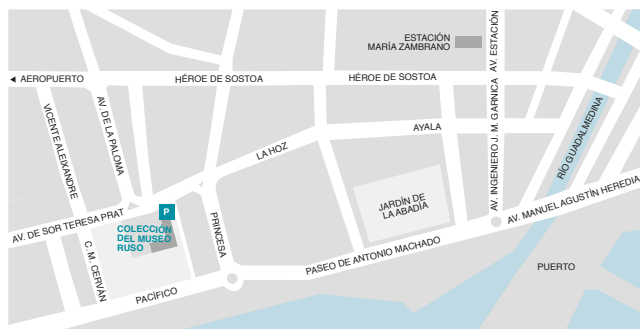 ESTACIÓN
MARÍA ZAMBRANO
AEROPUERTO
HÉROE DE SOSTOA
HÉROE DE SOSTOA
AV. ESTACIÓN
AV. INGENIERO J. M. GARNICA
VICENTE ALEIXANDRE
AV. DE LA PALOMA
LA HOZ
AYALA
RÍO GUADALMEDINA
P
AV. DE SOR TERESA PRAT
COLECCIÓN
DEL MUSEO
RUSO
PRINCESA
JARDÍN DE
LA ABADÍA
AV. MANUEL AGUSTÍN HEREDIA
C. M. CERVÁN
PASEO DE ANTONIO MACHADO
PACÍFICO
PUERTO